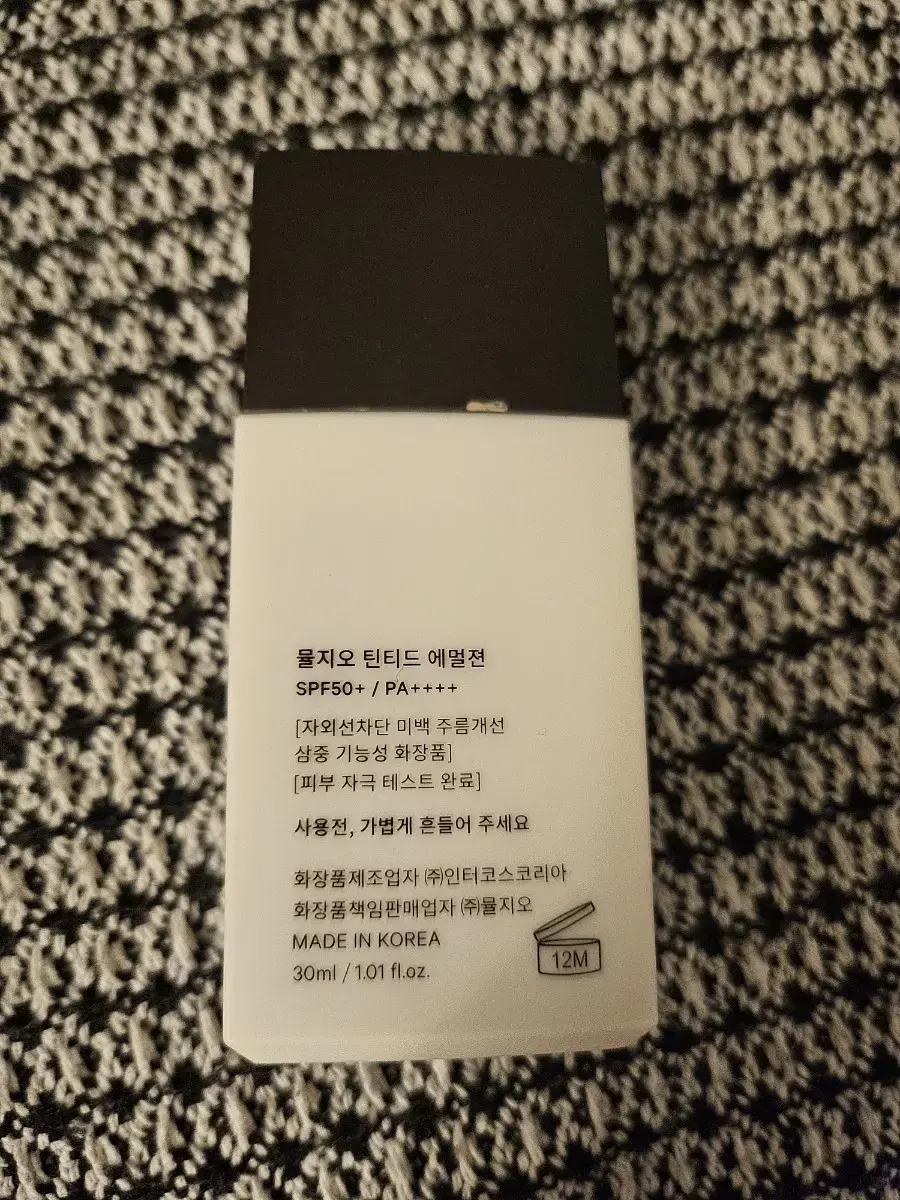 뮬지오 틴티드 에멀젼
SPF50+ / PA++++
[자외선차단 미백 주름개선
삼중 기능성 화장품]
[피부 자극 테스트 완료]
사용전, 가볍게 흔들어 주세요
화장품제조업자 ㈜인터코스코리아
화장품책임판매업자 ㈜뮬지오
MADE IN KOREA
30ml / 1.01 fl.oz.
12M